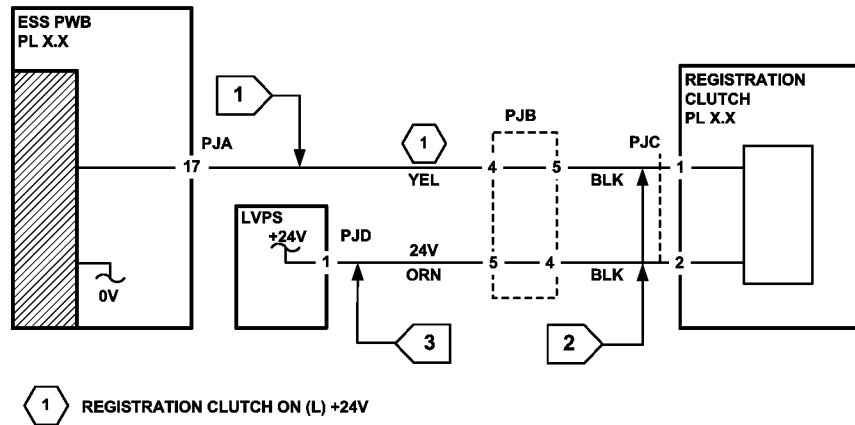 ESS PWB
PL X.X
1
PJA
17
1
YEL
PJB
4
5
BLK
PJC
1
REGISTRATION
CLUTCH
PL X.X
0V
LVPS
+24V
1
PJD
24V
ORN
5
4
BLK
2
3
2
1
REGISTRATION CLUTCH ON (L) +24V